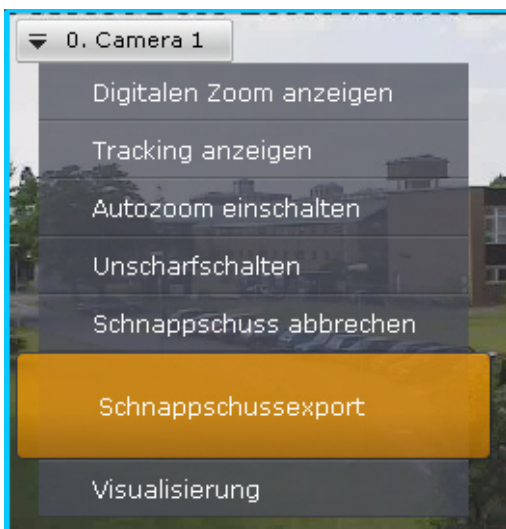 0. Camera 1
Digitalen Zoom anzeigen
Tracking anzeigen
Autozoom einschalten
Unscharfschalten
Schnappschuss abbrechen
Schnappschussexport
Visualisierung